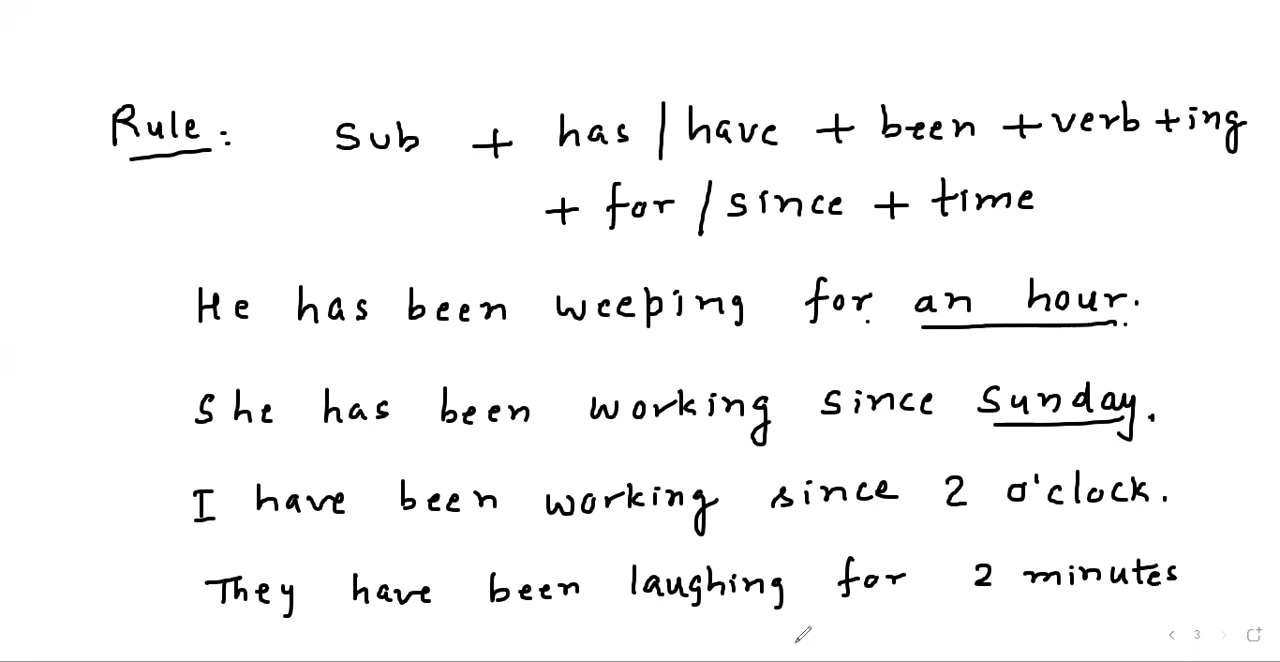 Rule: Sub + has / have + been + verb + ing
+ for / since + time
He has been weeping for an hour.
She has been working since Sunday.
I have been working since 2 o'clock.
They have been laughing for 2 minutes
< 3 >